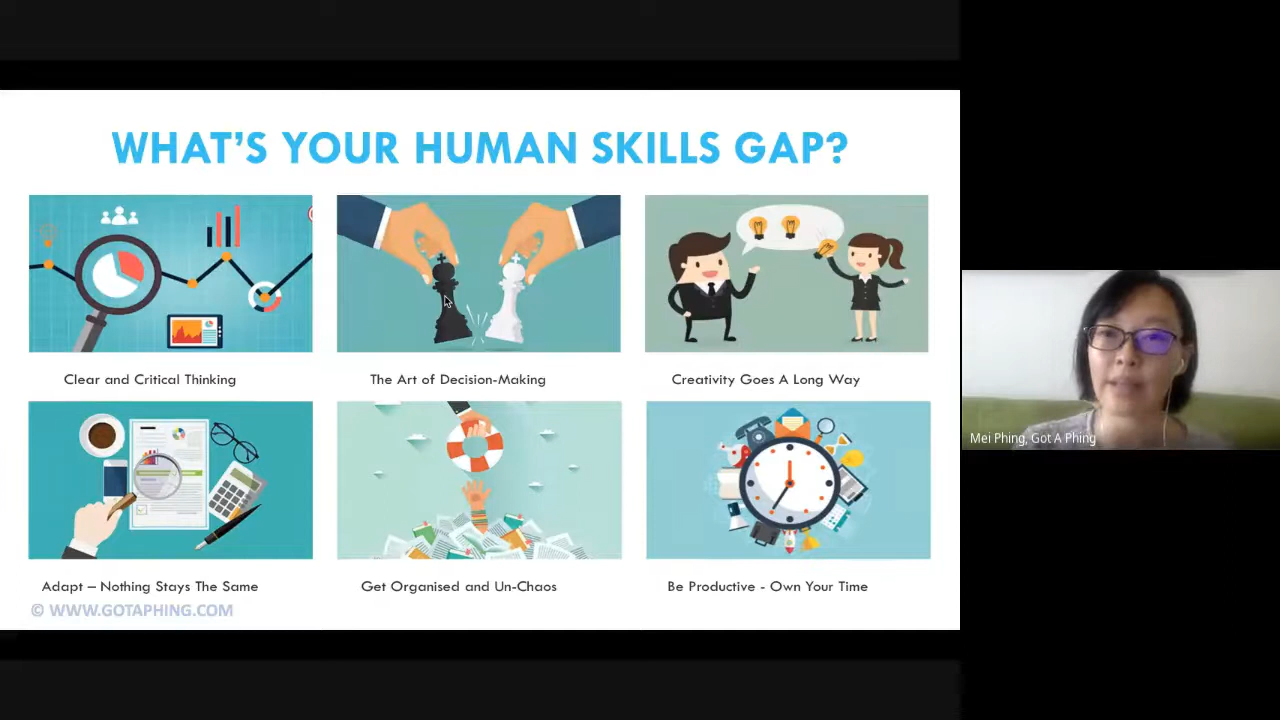 WHAT'S YOUR HUMAN SKILLS GAP?
Clear and Critical Thinking
The Art of Decision-Making
Creativity Goes A Long Way
Adapt – Nothing Stays The Same
Get Organised and Un-Chaos
Be Productive - Own Your Time
© WWW.GOTAPHING.COM
Mei Phing, Got A Phing